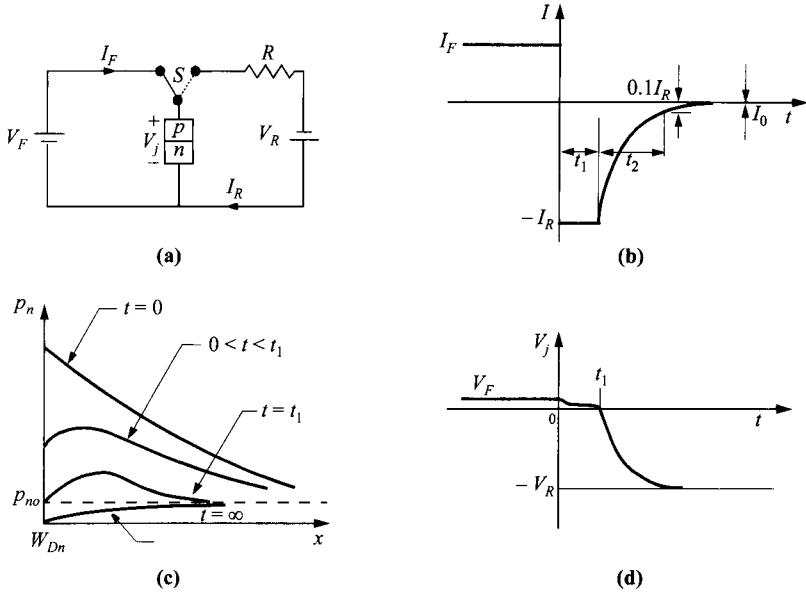 I_F
S
R
V_F
+
V_j
−
p
n
V_R
I_R
(a)
I
I_F
0.1I_R
t
I_0
t_1
t_2
− I_R
(b)
p_n
t = 0
0 < t < t_1
t = t_1
p_no
t = ∞
W_Dn
x
(c)
V_j
V_F
t_1
0
t
− V_R
(d)